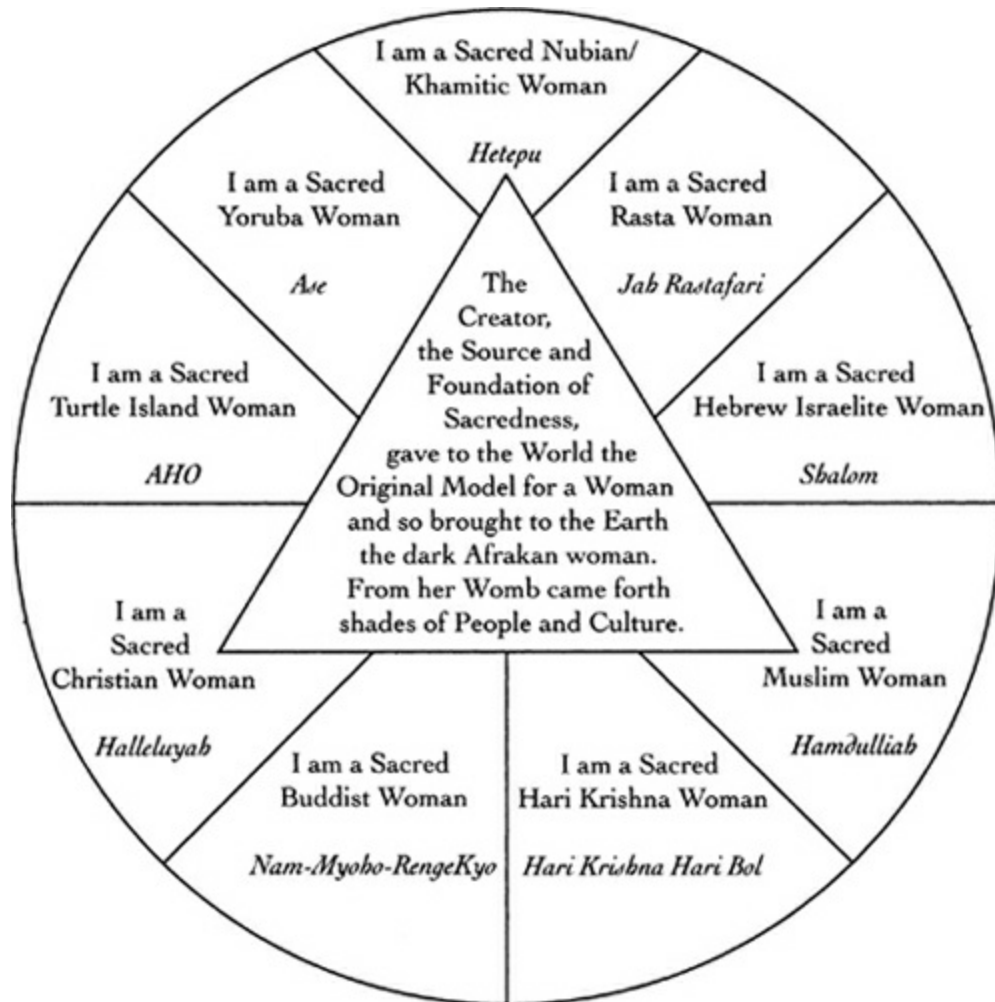 I am a Sacred Nubian/
Khamitic Woman
Hetepu
I am a Sacred
Yoruba Woman
Ase
I am a Sacred
Rasta Woman
Jah Rastafari
I am a Sacred
Turtle Island Woman
AHO
I am a Sacred
Hebrew Israelite Woman
Shalom
The
Creator,
the Source and
Foundation of
Sacredness,
gave to the World the
Original Model for a Woman
and so brought to the Earth
the dark Afrakan woman.
From her Womb came forth
shades of People and Culture.
I am a
Sacred
Christian Woman
Halleluyah
I am a
Sacred
Muslim Woman
Hamdulliah
I am a Sacred
Buddist Woman
Nam-Myoho-RengeKyo
I am a Sacred
Hari Krishna Woman
Hari Krishna Hari Bol